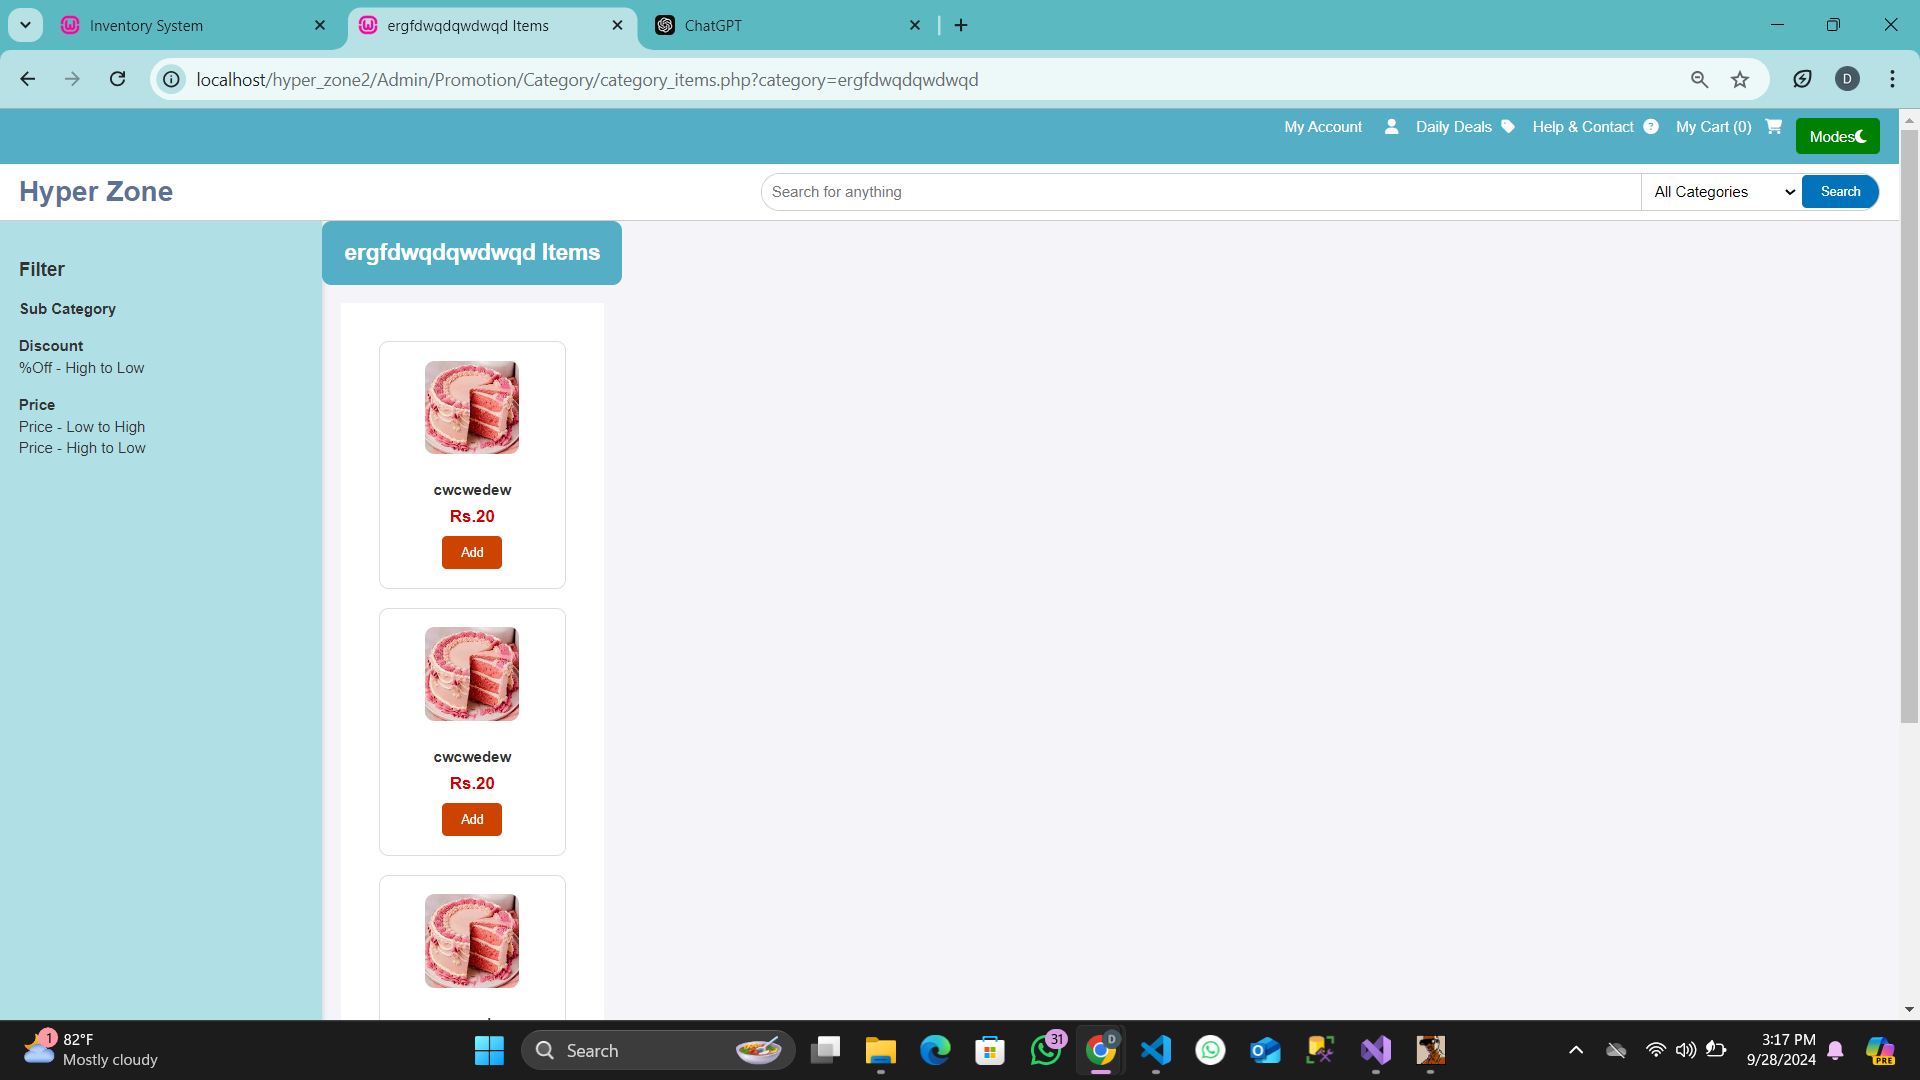 Inventory System
ergfdwqdqwdwqd Items
ChatGPT
localhost/hyper_zone2/Admin/Promotion/Category/category_items.php?category=ergfdwqdqwdwqd
D
My Account
Daily Deals
Help & Contact ?
My Cart (0)
Modes
Hyper Zone
Search for anything
All Categories
Search
Filter
Sub Category
Discount
%Off - High to Low
Price
Price - Low to High
Price - High to Low
ergfdwqdqwdwqd Items
cwcwedew
Rs.20
Add
cwcwedew
Rs.20
Add
1
82°F
Mostly cloudy
Search
31
D
PRE
3:17 PM
9/28/2024